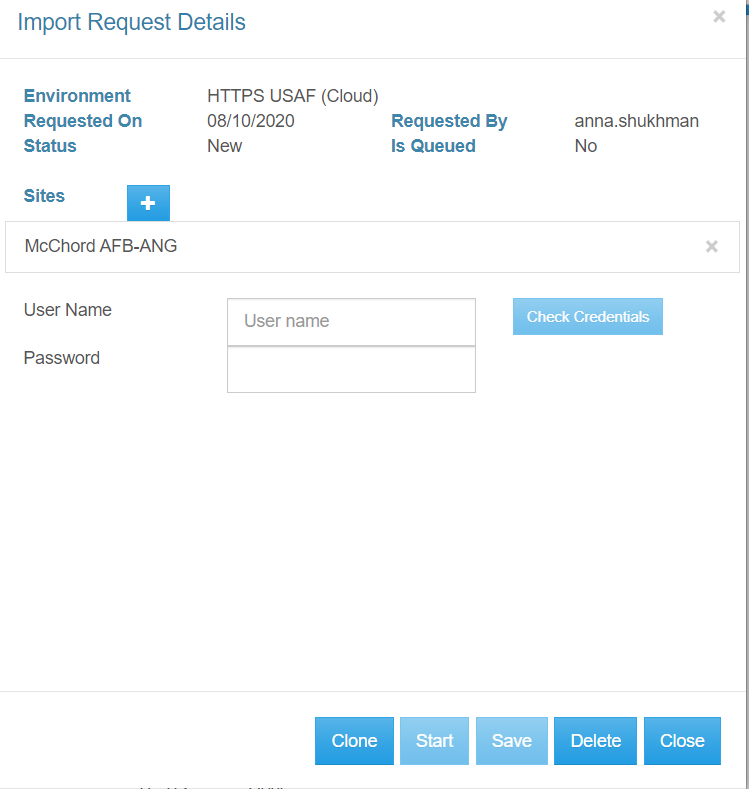 Import Request Details
Environment HTTPS USAF (Cloud)
Requested On 08/10/2020 Requested By anna.shukhman
Status New Is Queued No
Sites
McChord AFB-ANG
User Name User name Check Credentials
Password
Clone Start Save Delete Close